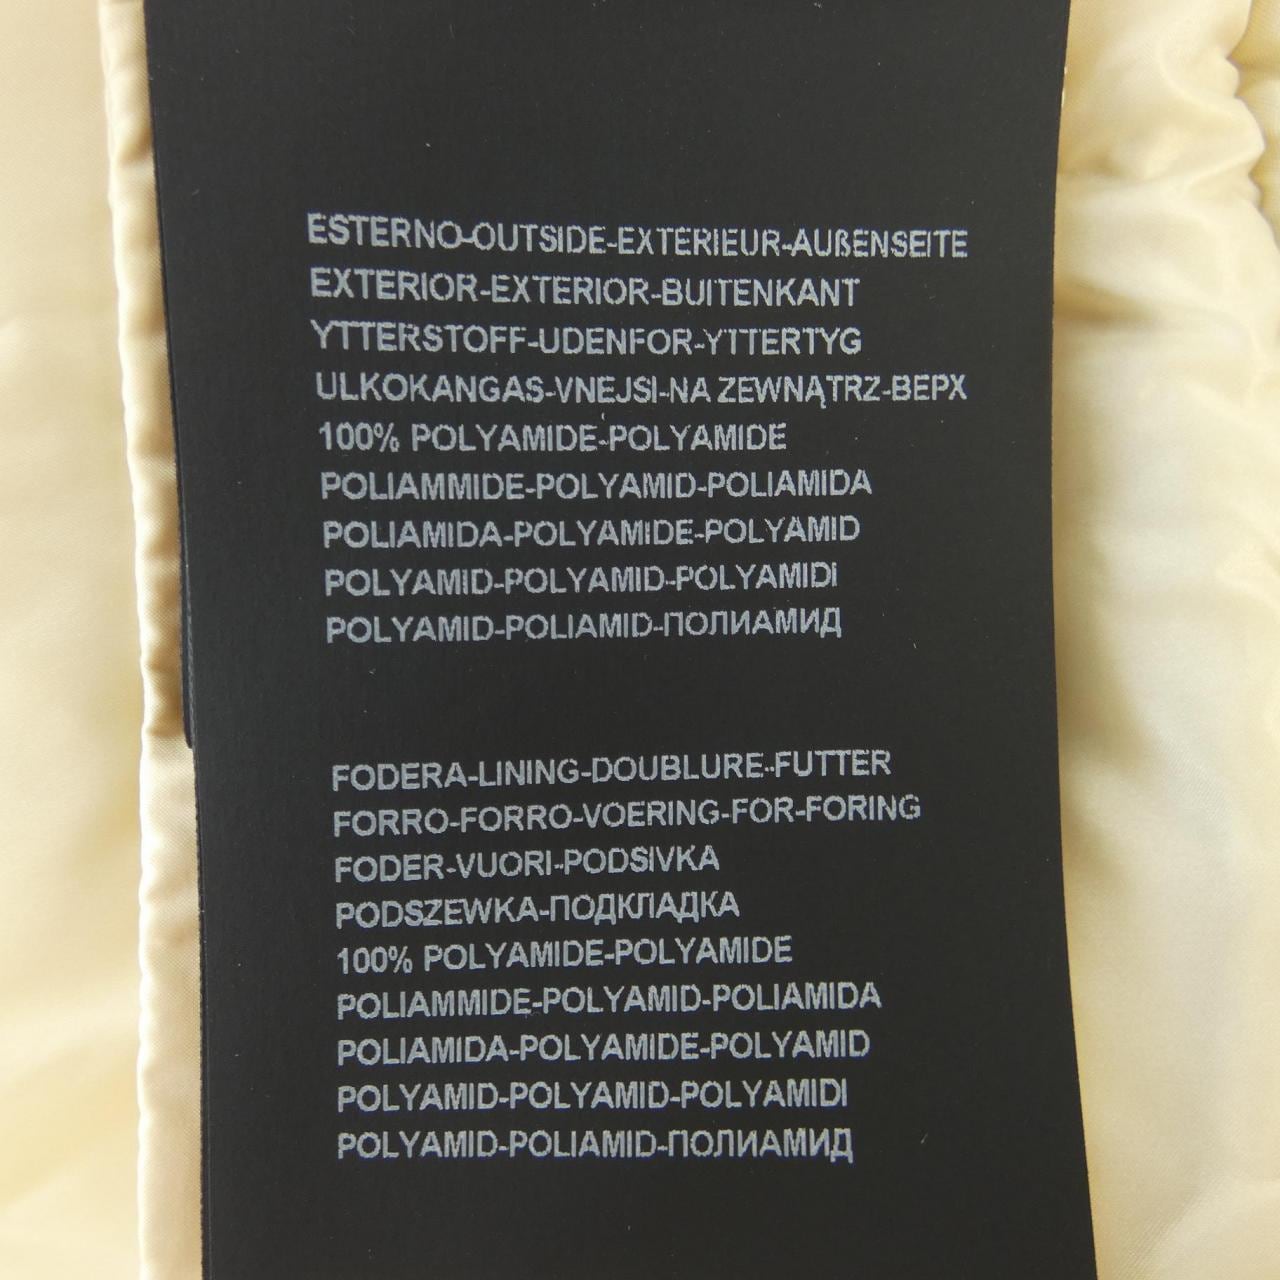 ESTERNO-OUTSIDE-EXTERIEUR-AUßENSEITE
EXTERIOR-EXTERIOR-BUITENKANT
YTTERSTOFF-UDENFOR-YTTERTYG
ULKOKANGAS-VNEJSI-NA ZEWNĄTRZ-ВЕРХ
100% POLYAMIDE-POLYAMIDE
POLIAMMIDE-POLYAMID-POLIAMIDA
POLIAMIDA-POLYAMIDE-POLYAMID
POLYAMID-POLYAMID-POLYAMIDI
POLYAMID-POLIAMID-ПОЛИАМИД
FODERA-LINING-DOUBLURE-FUTTER
FORRO-FORRO-VOERING-FOR-FORING
FODER-VUORI-PODSIVKA
PODSZEWKA-ПОДКЛАДКА
100% POLYAMIDE-POLYAMIDE
POLIAMMIDE-POLYAMID-POLIAMIDA
POLIAMIDA-POLYAMIDE-POLYAMID
POLYAMID-POLYAMID-POLYAMIDI
POLYAMID-POLIAMID-ПОЛИАМИД